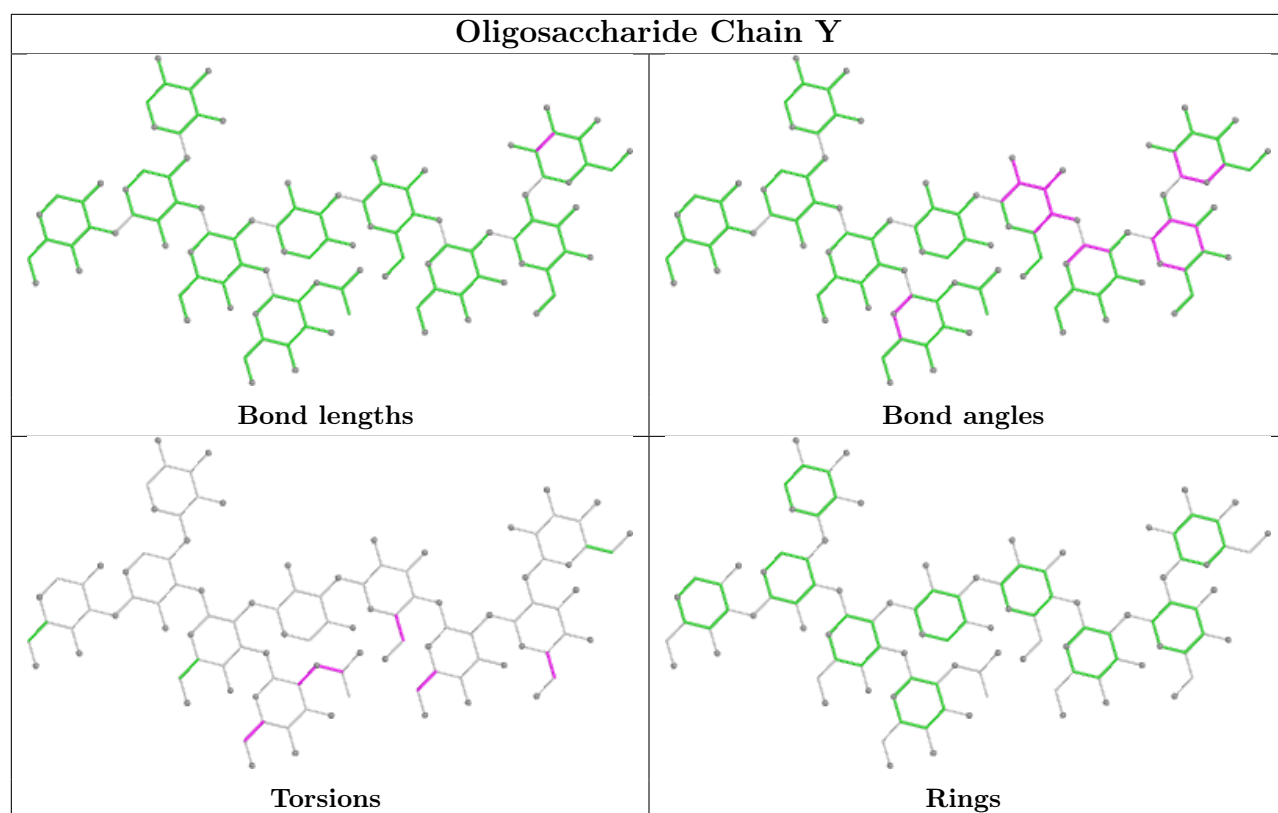 Oligosaccharide Chain Y
Bond lengths
Bond angles
Torsions
Rings